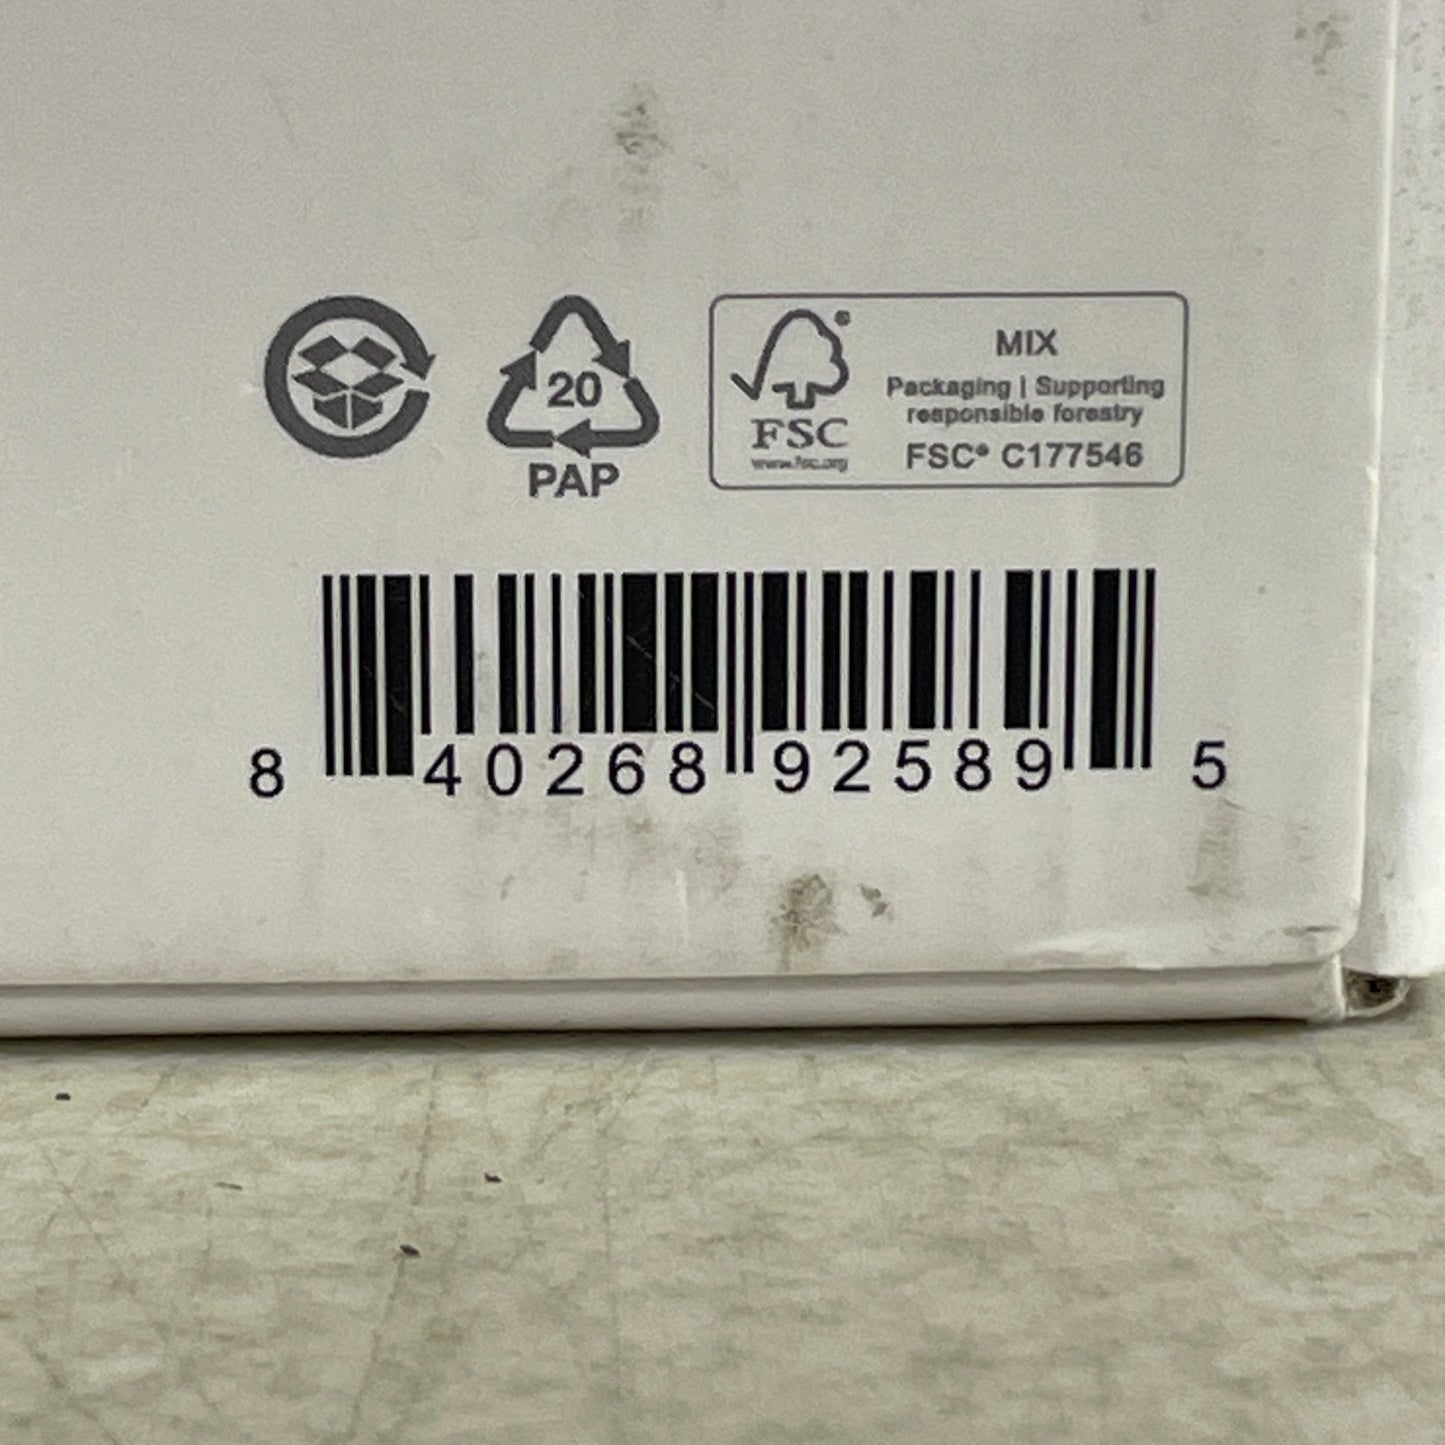 20
PAP
®
FSC
www.fsc.org
MIX
Packaging | Supporting
responsible forestry
FSC® C177546
8 40268 92589 5